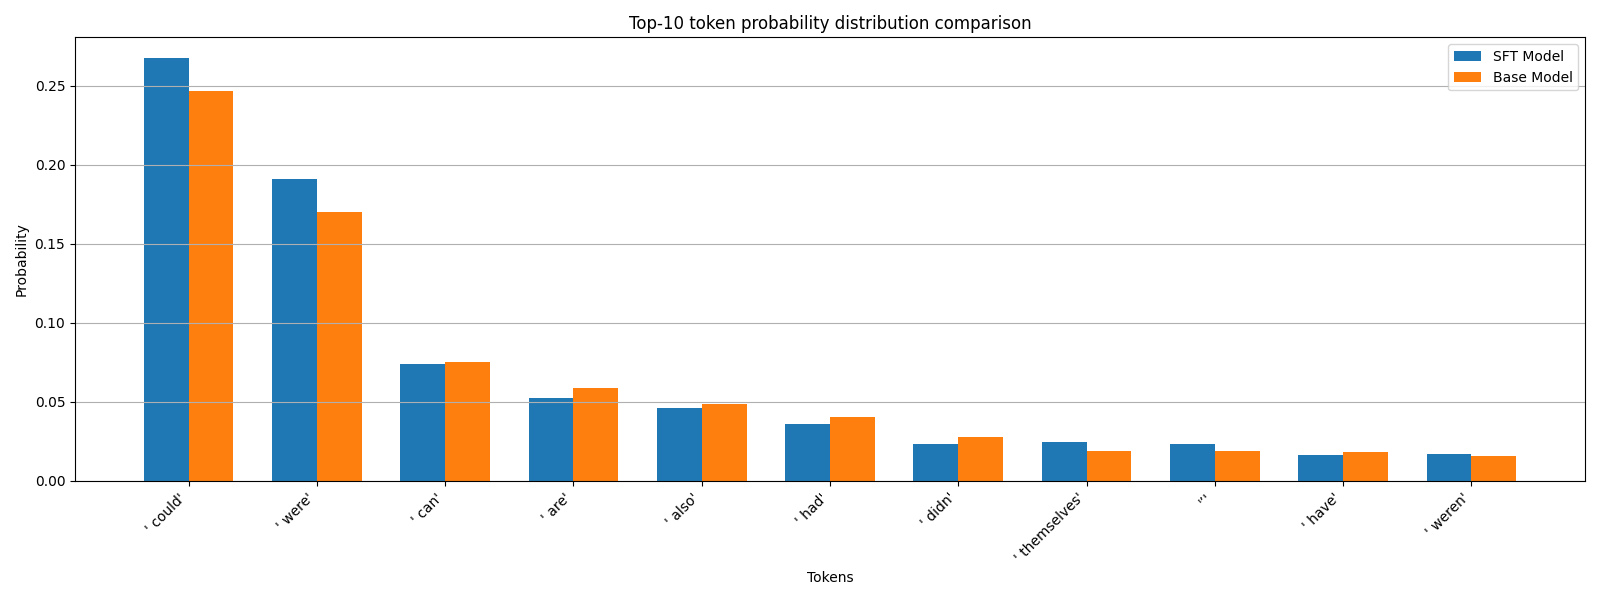 Top-10 token probability distribution comparison
SFT Model
Base Model
Probability
0.25
0.20
0.15
0.10
0.05
0.00
' could'
' were'
' can'
' are'
' also'
' had'
' didn'
' themselves'
'’'
' have'
' weren'
Tokens